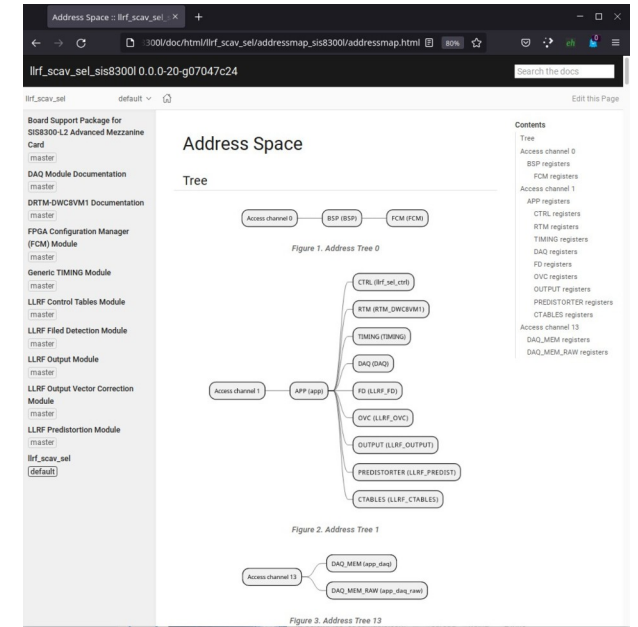 Address Space :: llrf_scav_sel_s
300l/doc/html/llrf_scav_sel/addressmap_sis8300l/addressmap.html
80%
llrf_scav_sel_sis8300l 0.0.0-20-g07047c24
Search the docs
llrf_scav_sel
default
Edit this Page
Board Support Package for
SIS8300-L2 Advanced Mezzanine
Card
master
DAQ Module Documentation
master
DRTM-DWC8VM1 Documentation
master
FPGA Configuration Manager
(FCM) Module
master
Generic TIMING Module
master
LLRF Control Tables Module
master
LLRF Filed Detection Module
master
LLRF Output Module
master
LLRF Output Vector Correction
Module
master
LLRF Predistortion Module
master
llrf_scav_sel
default
Address Space
Tree
Access channel 0
BSP (BSP)
FCM (FCM)
Figure 1. Address Tree 0
CTRL (llrf_sel_ctrl)
RTM (RTM_DWC8VM1)
TIMING (TIMING)
DAQ (DAQ)
Access channel 1
APP (app)
FD (LLRF_FD)
OVC (LLRF_OVC)
OUTPUT (LLRF_OUTPUT)
PREDISTORTER (LLRF_PREDIST)
CTABLES (LLRF_CTABLES)
Figure 2. Address Tree 1
DAQ_MEM (app_daq)
Access channel 13
DAQ_MEM_RAW (app_daq_raw)
Figure 3. Address Tree 13
Contents
Tree
Access channel 0
BSP registers
FCM registers
Access channel 1
APP registers
CTRL registers
RTM registers
TIMING registers
DAQ registers
FD registers
OVC registers
OUTPUT registers
PREDISTORTER registers
CTABLES registers
Access channel 13
DAQ_MEM registers
DAQ_MEM_RAW registers